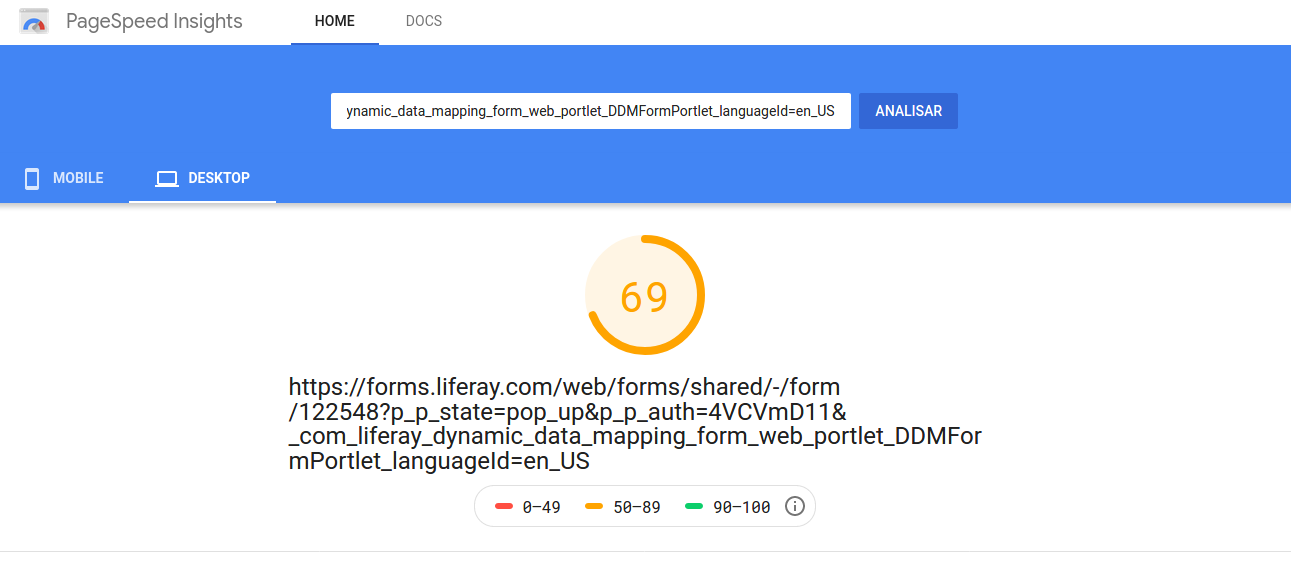 PageSpeed Insights HOME DOCS
ynamic_data_mapping_form_web_portlet_DDMFormPortlet_languageId=en_US ANALISAR
MOBILE DESKTOP
69
https://forms.liferay.com/web/forms/shared/-/form
/122548?p_p_state=pop_up&p_p_auth=4VCVmD11&
_com_liferay_dynamic_data_mapping_form_web_portlet_DDMFor
mPortlet_languageId=en_US
0–49 50–89 90–100